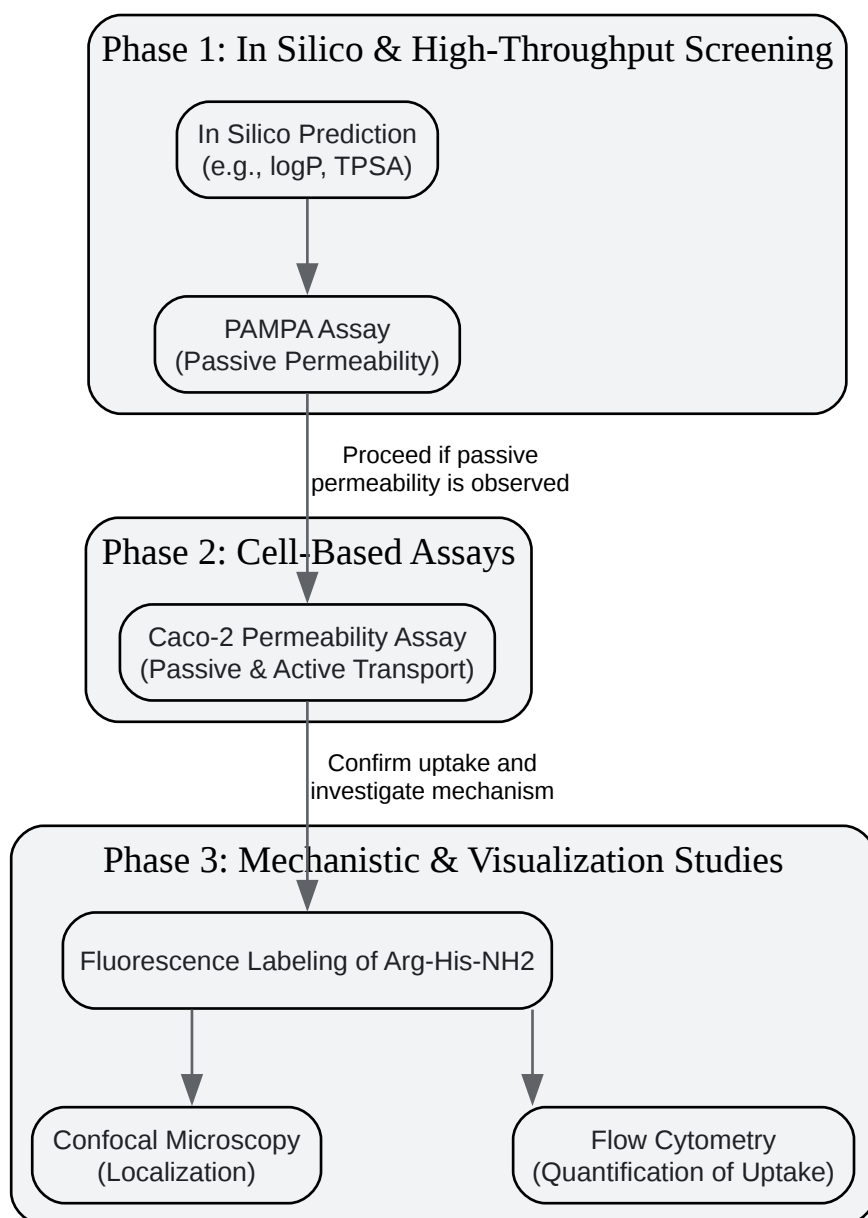 Phase 1: In Silico & High-Throughput Screening
In Silico Prediction
(e.g., logP, TPSA)
PAMPA Assay
(Passive Permeability)
Proceed if passive
permeability is observed
Phase 2: Cell-Based Assays
Caco-2 Permeability Assay
(Passive & Active Transport)
Confirm uptake and
investigate mechanism
Phase 3: Mechanistic & Visualization Studies
Fluorescence Labeling of Arg-His-NH2
Confocal Microscopy
(Localization)
Flow Cytometry
(Quantification of Uptake)